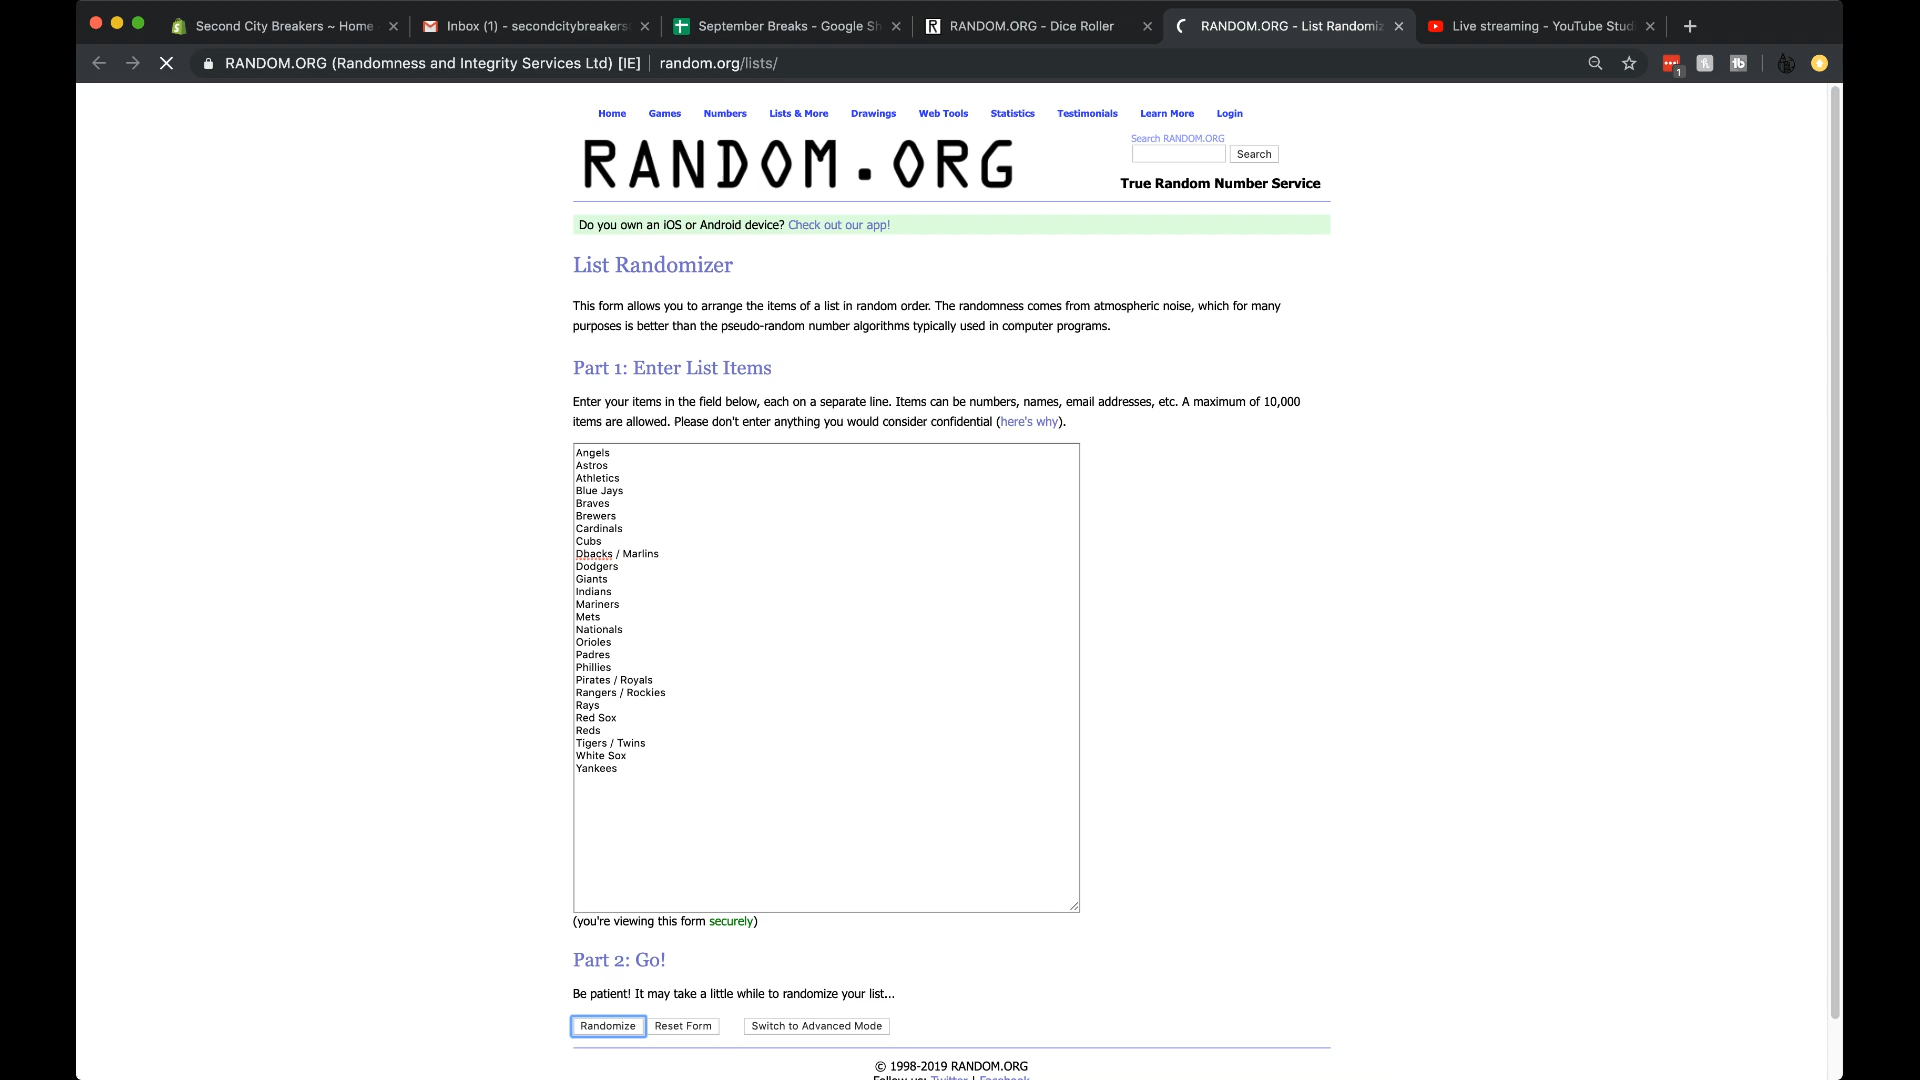 Second City Breakers ~ Home
Inbox (1) - secondcitybreakers
September Breaks - Google Sh
RANDOM.ORG - Dice Roller
RANDOM.ORG - List Randomiz
Live streaming - YouTube Studi
RANDOM.ORG (Randomness and Integrity Services Ltd) [IE] random.org/lists/
1
Home Games Numbers Lists & More Drawings Web Tools Statistics Testimonials Learn More Login
RANDOM.ORG
Search RANDOM.ORG
Search
True Random Number Service
Do you own an iOS or Android device? Check out our app!
List Randomizer
This form allows you to arrange the items of a list in random order. The randomness comes from atmospheric noise, which for many
purposes is better than the pseudo-random number algorithms typically used in computer programs.
Part 1: Enter List Items
Enter your items in the field below, each on a separate line. Items can be numbers, names, email addresses, etc. A maximum of 10,000
items are allowed. Please don't enter anything you would consider confidential (here's why).
Angels
Astros
Athletics
Blue Jays
Braves
Brewers
Cardinals
Cubs
Dbacks / Marlins
Dodgers
Giants
Indians
Mariners
Mets
Nationals
Orioles
Padres
Phillies
Pirates / Royals
Rangers / Rockies
Rays
Red Sox
Reds
Tigers / Twins
White Sox
Yankees
(you're viewing this form securely)
Part 2: Go!
Be patient! It may take a little while to randomize your list...
Randomize Reset Form Switch to Advanced Mode
© 1998-2019 RANDOM.ORG
Follow us: Twitter | Facebook